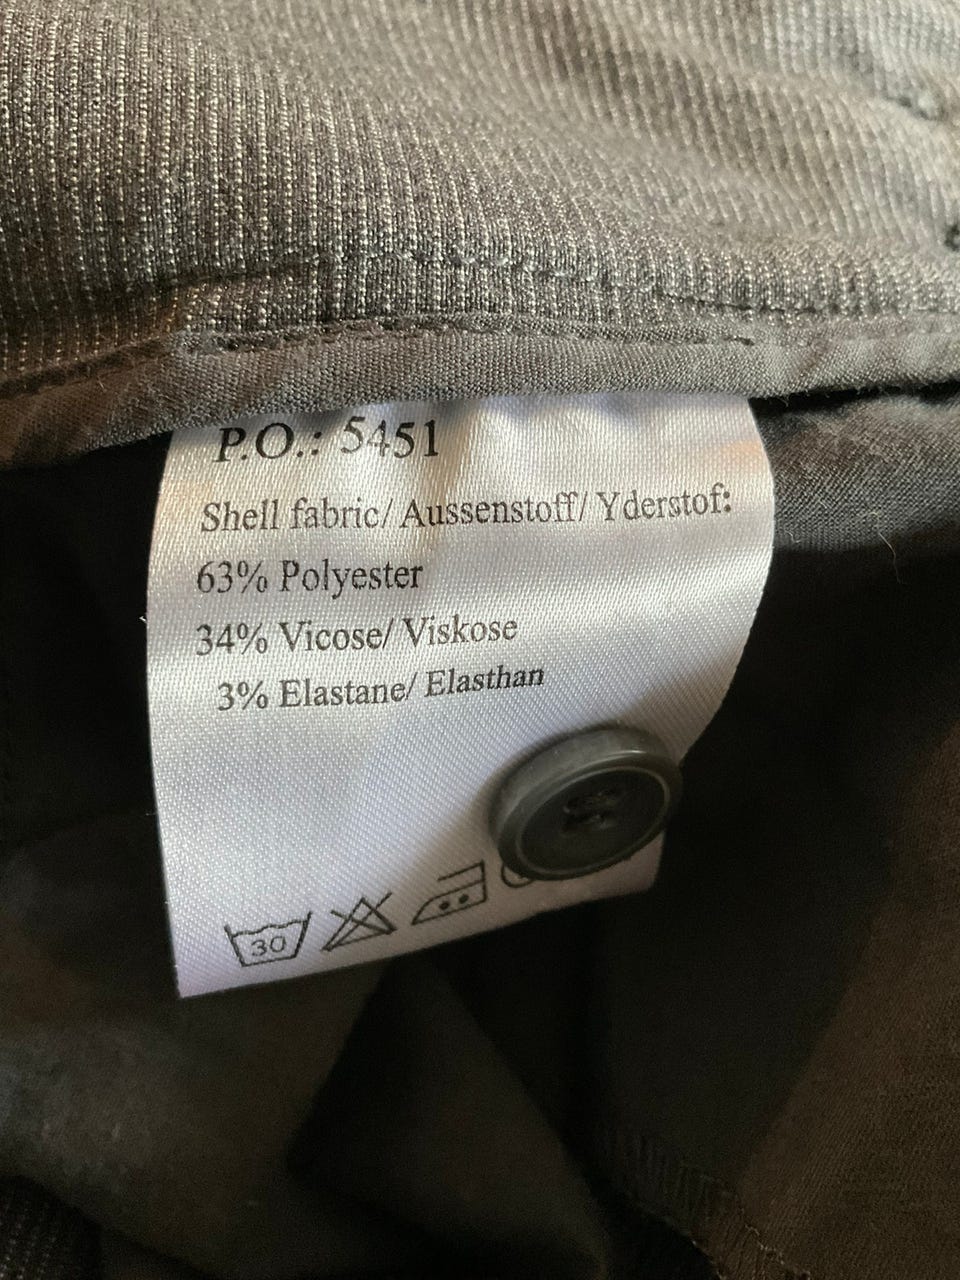 P.O.: 5451
Shell fabric/ Aussenstoff/ Yderstof:
63% Polyester
34% Vicose/ Viskose
3% Elastane/ Elasthan
30